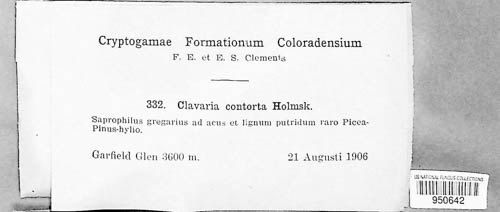 Cryptogamae Formationum Coloradensium
F. E. et E. S. Clements
332. Clavaria contorta Holmsk.
Saprophilus gregarius ad acus et lignum putridum raro Picea-
Pinus-hylio.
Garfield Glen 3600 m. 21 Augusti 1906
US NATIONAL FUNGUS COLLECTIONS
950642